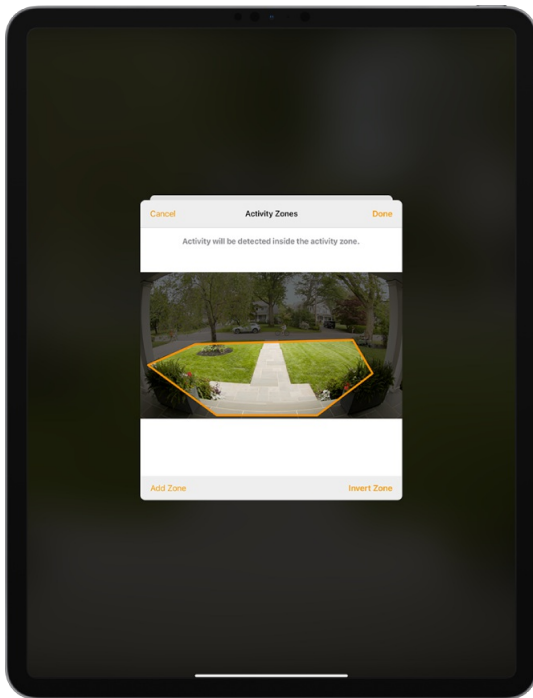 Cancel
Activity Zones
Done
Activity will be detected inside the activity zone.
Add Zone
Invert Zone